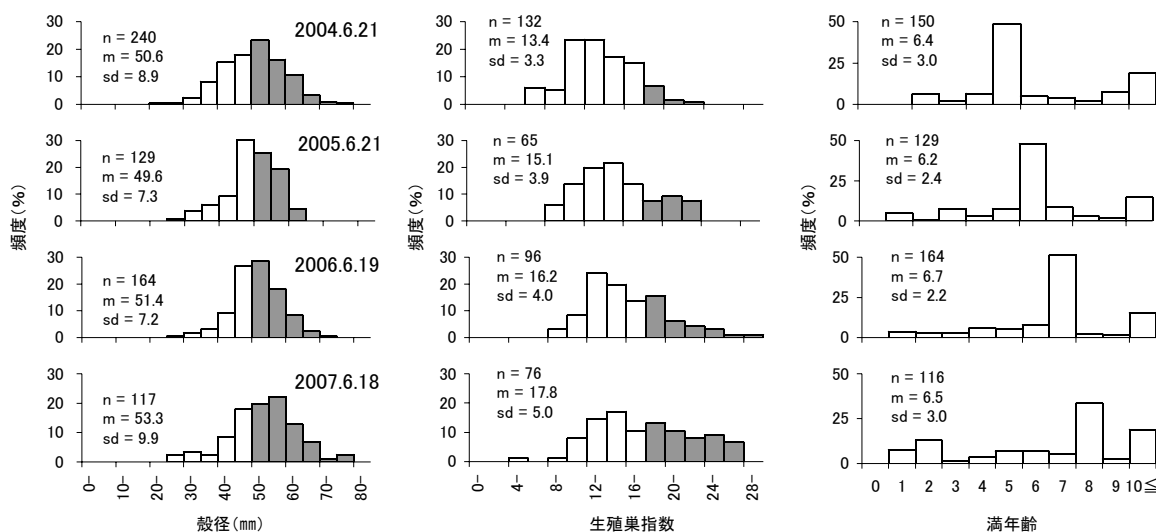 30
20
10
0
n = 240
m = 50.6
sd = 8.9
2004.6.21
30
20
10
0
n = 132
m = 13.4
sd = 3.3
50
0
n = 150
m = 6.4
sd = 3.0
30
20
10
0
n = 129
m = 49.6
sd = 7.3
2005.6.21
30
20
10
0
n = 65
m = 15.1
sd = 3.9
50
0
n = 129
m = 6.2
sd = 2.4
頻度(%)
頻度(%)
頻度(%)
30
20
10
0
n = 164
m = 51.4
sd = 7.2
2006.6.19
30
20
10
0
n = 96
m = 16.2
sd = 4.0
50
0
n = 164
m = 6.7
sd = 2.2
30
20
10
0
n = 117
m = 53.3
sd = 9.9
2007.6.18
30
20
10
0
n = 76
m = 17.8
sd = 5.0
50
25
0
n = 116
m = 6.5
sd = 3.0
0- 10- 20- 30- 40- 50- 60- 70- 80-
0- 4- 8- 12- 16- 20- 24- 28-
0 1 2 3 4 5 6 7 8 9 10≦
殻径(mm)
生殖巣指数
満年齢